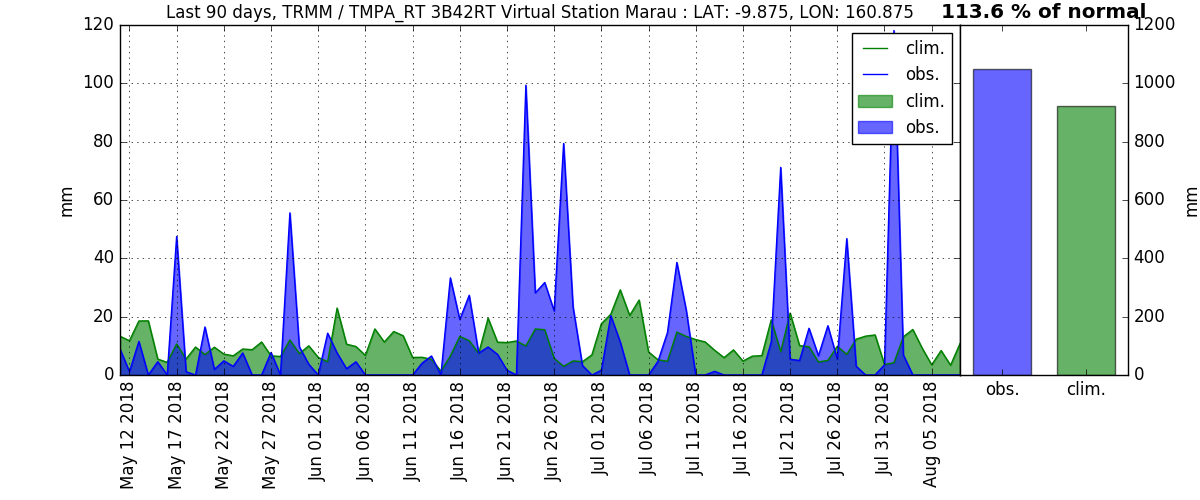 Last 90 days, TRMM / TMPA_RT 3B42RT Virtual Station Marau : LAT: -9.875, LON: 160.875
113.6 % of normal
120
100
80
60
40
20
0
mm
clim.
obs.
clim.
obs.
1200
1000
800
600
400
200
0
mm
May 12 2018
May 17 2018
May 22 2018
May 27 2018
Jun 01 2018
Jun 06 2018
Jun 11 2018
Jun 16 2018
Jun 21 2018
Jun 26 2018
Jul 01 2018
Jul 06 2018
Jul 11 2018
Jul 16 2018
Jul 21 2018
Jul 26 2018
Jul 31 2018
Aug 05 2018
obs.
clim.